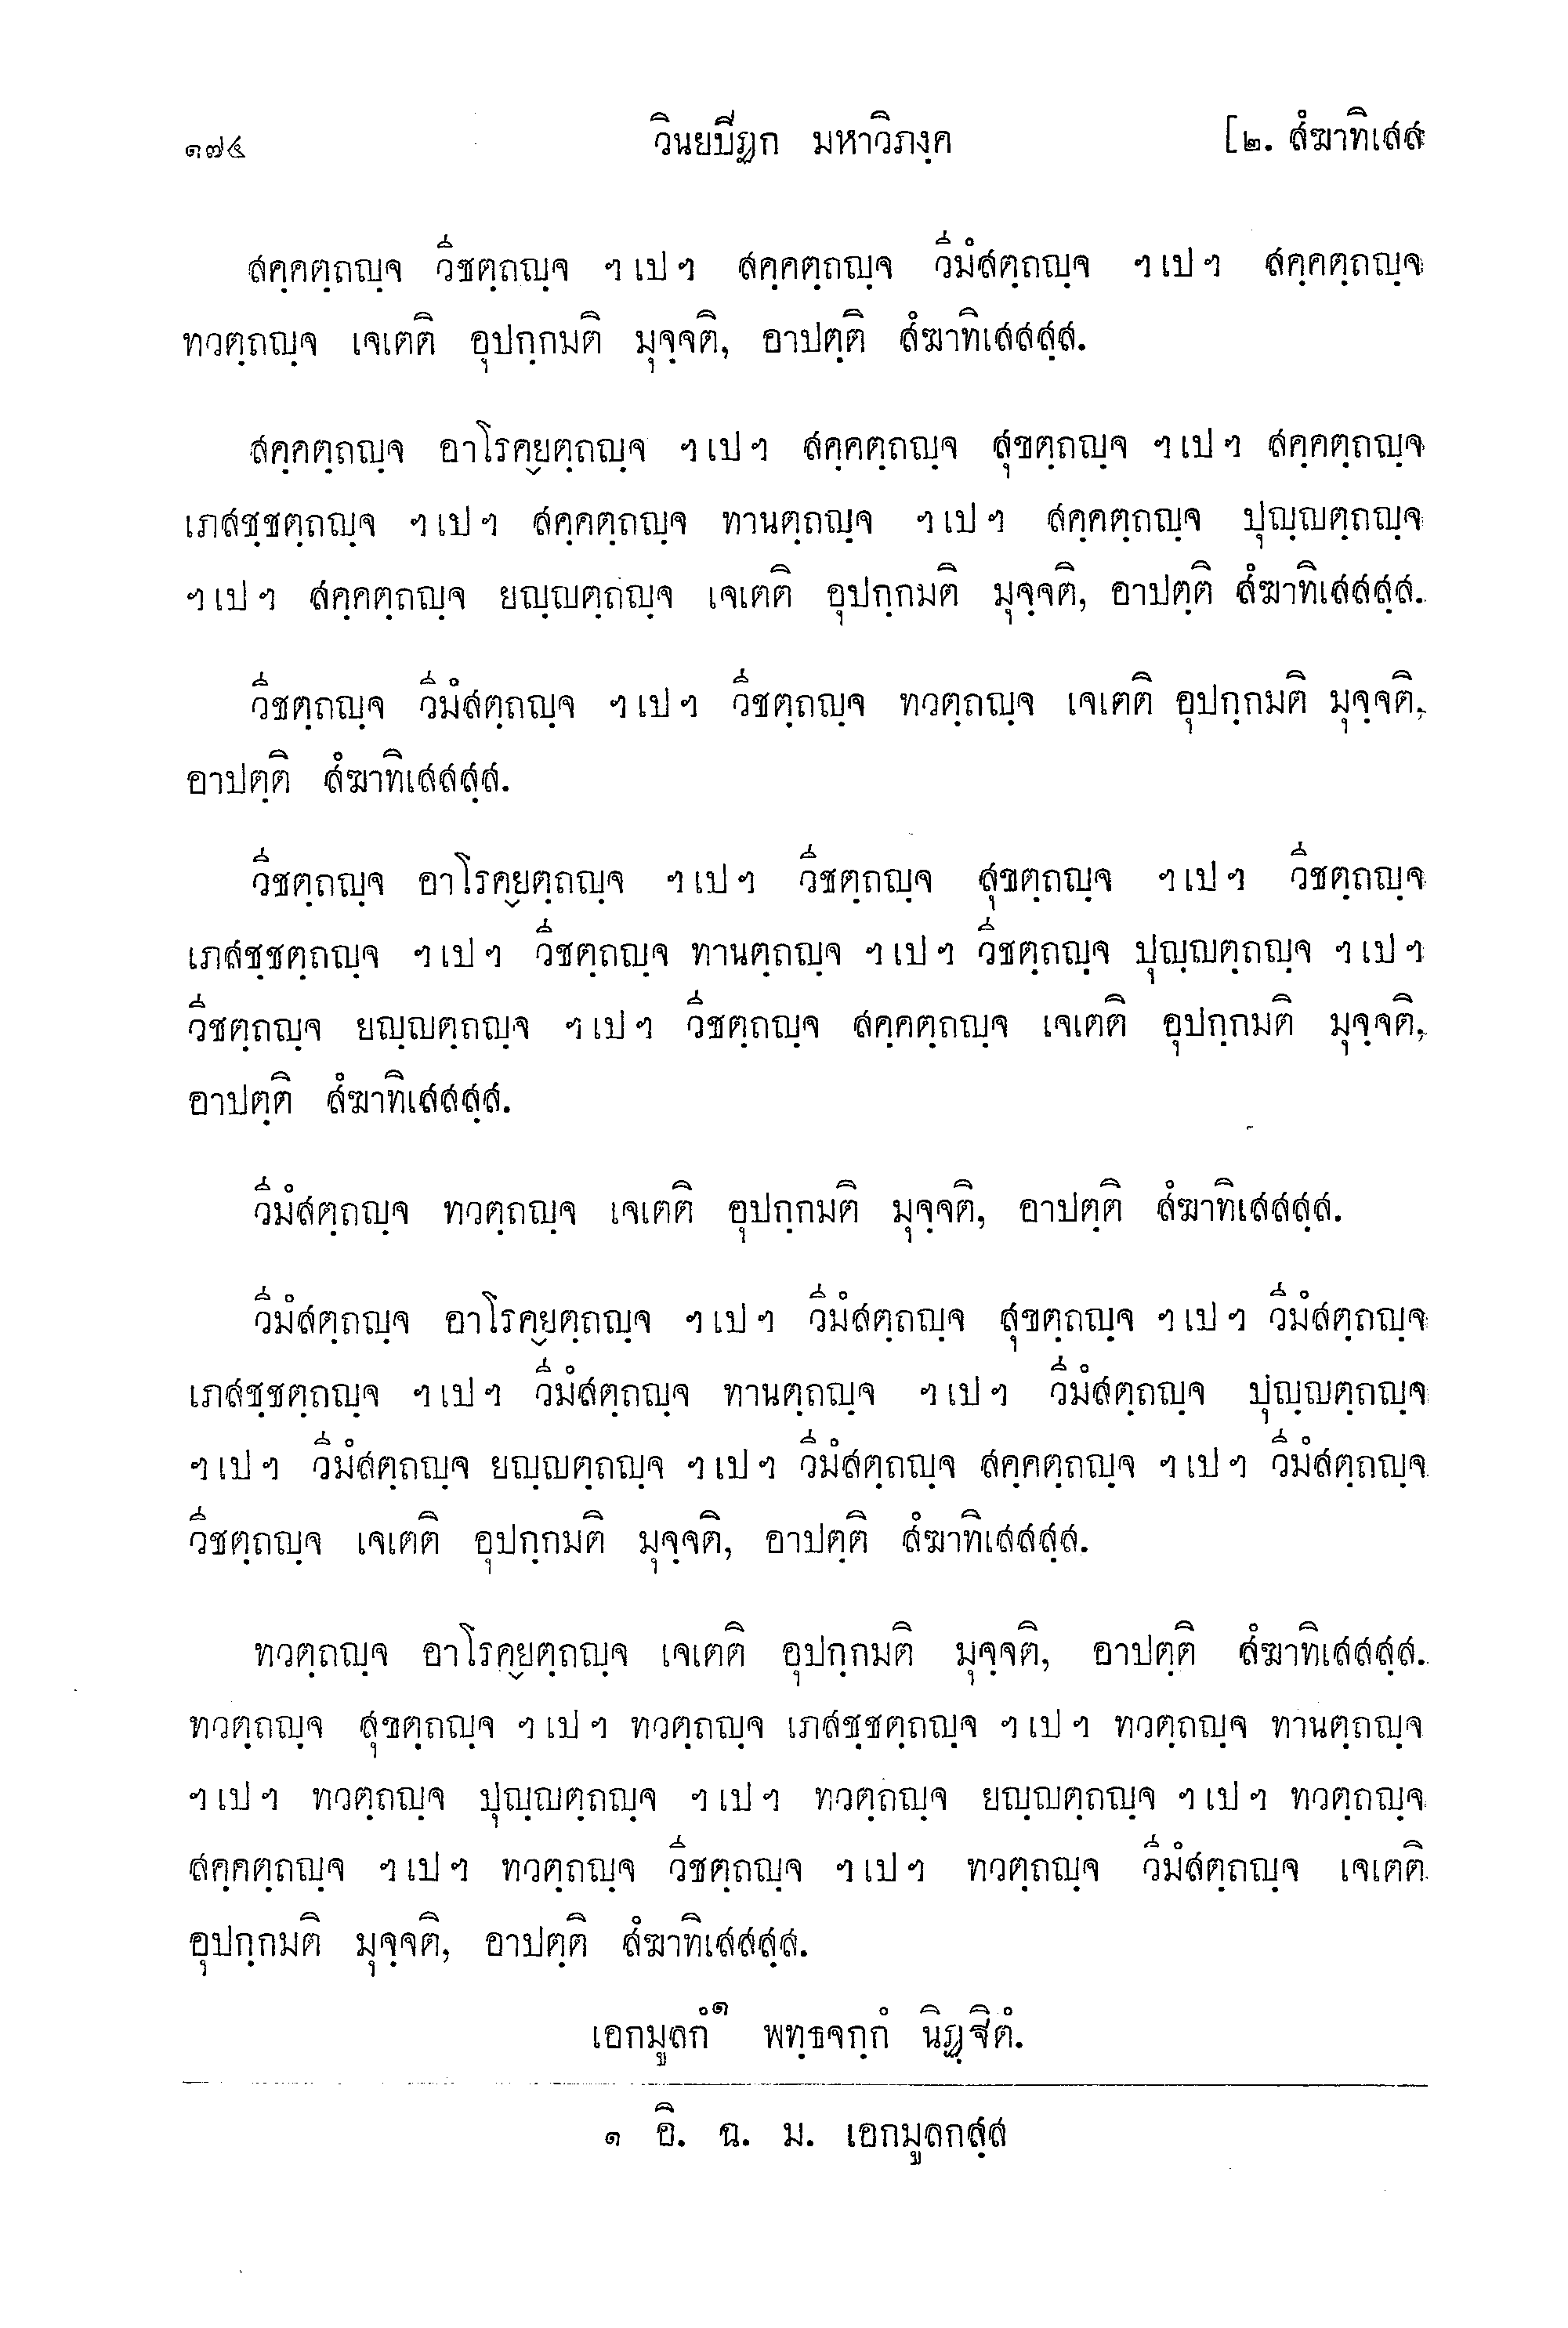 ๑๗๔ วินยปิฏก มหาวิภงฺค [๒. สํฆาทิเสส
สคฺคตฺถญฺจ วีชตฺถญฺจ ฯ เป ฯ สคฺคตฺถญฺจ วีมํสตฺถญฺจ ฯ เป ฯ สคฺคตฺถญฺจ
ทวตฺถญฺจ เจเตติ อุปกฺกมติ มุจฺจติ, อาปตฺติ สํฆาทิเสสสฺส.
สคฺคตฺถญฺจ อาโรคฺยตฺถญฺจ ฯ เป ฯ สคฺคตฺถญฺจ สุขตฺถญฺจ ฯ เป ฯ สคฺคตฺถญฺจ
เภสชฺชตฺถญฺจ ฯ เป ฯ สคฺคตฺถญฺจ ทานตฺถญฺจ ฯ เป ฯ สคฺคตฺถญฺจ ปุญฺญตฺถญฺจ
ฯ เป ฯ สคฺคตฺถญฺจ ยญฺญตฺถญฺจ เจเตติ อุปกฺกมติ มุจฺจติ, อาปตฺติ สํฆาทิเสสสฺส.
วีชตฺถญฺจ วีมํสตฺถญฺจ ฯ เป ฯ วีชตฺถญฺจ ทวตฺถญฺจ เจเตติ อุปกฺกมติ มุจฺจติ,
อาปตฺติ สํฆาทิเสสสฺส.
วีชตฺถญฺจ อาโรคฺยตฺถญฺจ ฯ เป ฯ วีชตฺถญฺจ สุขตฺถญฺจ ฯ เป ฯ วีชตฺถญฺจ
เภสชฺชตฺถญฺจ ฯ เป ฯ วีชตฺถญฺจ ทานตฺถญฺจ ฯ เป ฯ วีชตฺถญฺจ ปุญฺญตฺถญฺจ ฯ เป ฯ
วีชตฺถญฺจ ยญฺญตฺถญฺจ ฯ เป ฯ วีชตฺถญฺจ สคฺคตฺถญฺจ เจเตติ อุปกฺกมติ มุจฺจติ,
อาปตฺติ สํฆาทิเสสสฺส.
วีมํสตฺถญฺจ ทวตฺถญฺจ เจเตติ อุปกฺกมติ มุจฺจติ, อาปตฺติ สํฆาทิเสสสฺส.
วีมํสตฺถญฺจ อาโรคฺยตฺถญฺจ ฯ เป ฯ วีมํสตฺถญฺจ สุขตฺถญฺจ ฯ เป ฯ วีมํสตฺถญฺจ
เภสชฺชตฺถญฺจ ฯ เป ฯ วีมํสตฺถญฺจ ทานตฺถญฺจ ฯ เป ฯ วีมํสตฺถญฺจ ปุญฺญตฺถญฺจ
ฯ เป ฯ วีมํสตฺถญฺจ ยญฺญตฺถญฺจ ฯ เป ฯ วีมํสตฺถญฺจ สคฺคตฺถญฺจ ฯ เป ฯ วีมํสตฺถญฺจ
วีชตฺถญฺจ เจเตติ อุปกฺกมติ มุจฺจติ, อาปตฺติ สํฆาทิเสสสฺส.
ทวตฺถญฺจ อาโรคฺยตฺถญฺจ เจเตติ อุปกฺกมติ มุจฺจติ, อาปตฺติ สํฆาทิเสสสฺส.
ทวตฺถญฺจ สุขตฺถญฺจ ฯ เป ฯ ทวตฺถญฺจ เภสชฺชตฺถญฺจ ฯ เป ฯ ทวตฺถญฺจ ทานตฺถญฺจ
ฯ เป ฯ ทวตฺถญฺจ ปุญฺญตฺถญฺจ ฯ เป ฯ ทวตฺถญฺจ ยญฺญตฺถญฺจ ฯ เป ฯ ทวตฺถญฺจ
สคฺคตฺถญฺจ ฯ เป ฯ ทวตฺถญฺจ วีชตฺถญฺจ ฯ เป ฯ ทวตฺถญฺจ วีมํสตฺถญฺจ เจเตติ
อุปกฺกมติ มุจฺจติ, อาปตฺติ สํฆาทิเสสสฺส.
เอกมูลกํ๑ พทฺธจกฺกํ นิฏฺฐิตํ.
๑ อิ. ฉ. ม. เอกมูลกสฺส